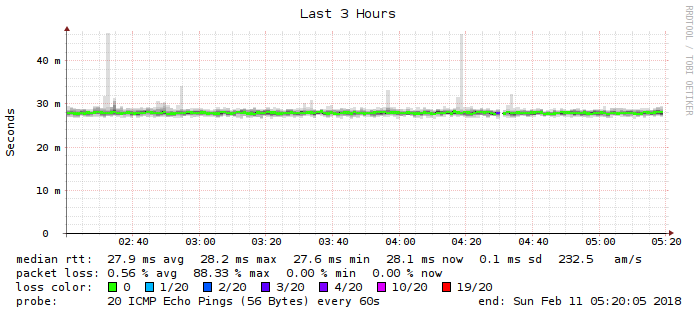 Last 3 Hours
RRDTOOL / TOBI OETIKER
Seconds
40 m
30 m
20 m
10 m
0
02:40 03:00 03:20 03:40 04:00 04:20 04:40 05:00 05:20
median rtt: 27.9 ms avg 28.2 ms max 27.6 ms min 28.1 ms now 0.1 ms sd 232.5 am/s
packet loss: 0.56 % avg 88.33 % max 0.00 % min 0.00 % now
loss color: 0 1/20 2/20 3/20 4/20 10/20 19/20
probe: 20 ICMP Echo Pings (56 Bytes) every 60s end: Sun Feb 11 05:20:05 2018